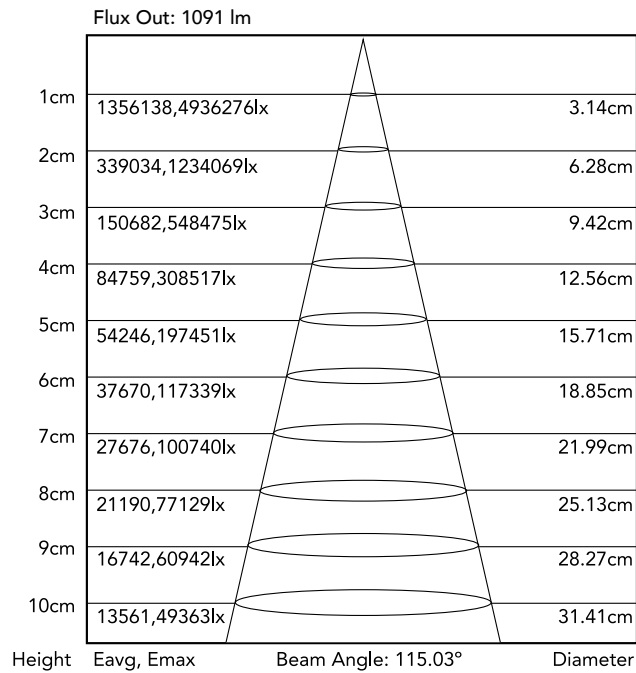 Flux Out: 1091 lm
1cm 1356138,4936276lx 3.14cm
2cm 339034,1234069lx 6.28cm
3cm 150682,548475lx 9.42cm
4cm 84759,308517lx 12.56cm
5cm 54246,197451lx 15.71cm
6cm 37670,117339lx 18.85cm
7cm 27676,100740lx 21.99cm
8cm 21190,77129lx 25.13cm
9cm 16742,60942lx 28.27cm
10cm 13561,49363lx 31.41cm
Height Eavg, Emax Beam Angle: 115.03º Diameter